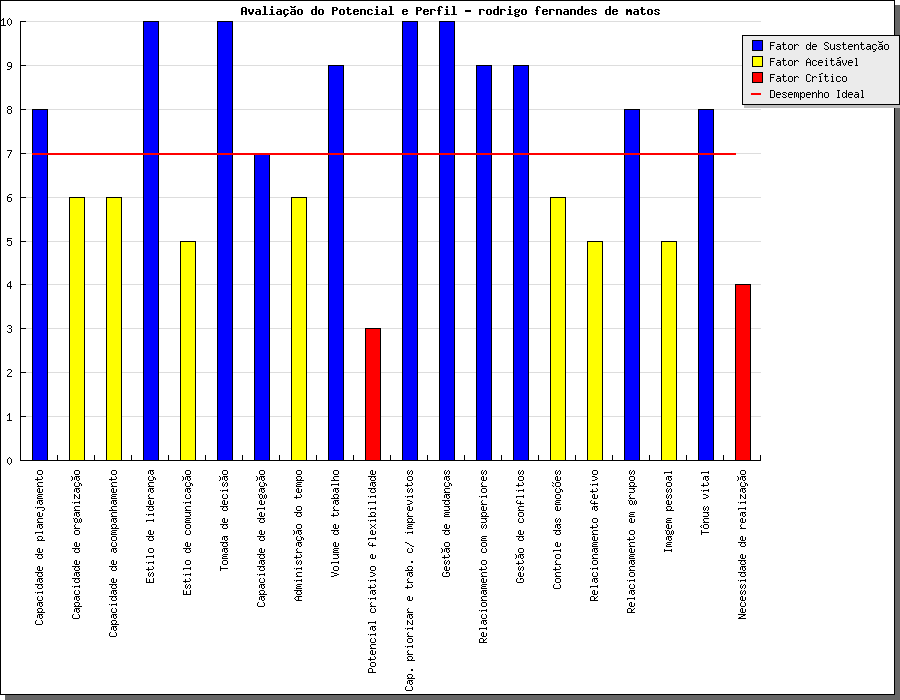 Avaliação do Potencial e Perfil - rodrigo fernandes de matos
Fator de Sustentação
Fator Aceitável
Fator Crítico
Desempenho Ideal
10
9
8
7
6
5
4
3
2
1
0
Capacidade de planejamento
Capacidade de organização
Capacidade de acompanhamento
Estilo de liderança
Estilo de comunicação
Tomada de decisão
Capacidade de delegação
Administração do tempo
Volume de trabalho
Potencial criativo e flexibilidade
Cap. priorizar e trab. c/ imprevistos
Gestão de mudanças
Relacionamento com superiores
Gestão de conflitos
Controle das emoções
Relacionamento afetivo
Relacionamento em grupos
Imagem pessoal
Tônus vital
Necessidade de realização